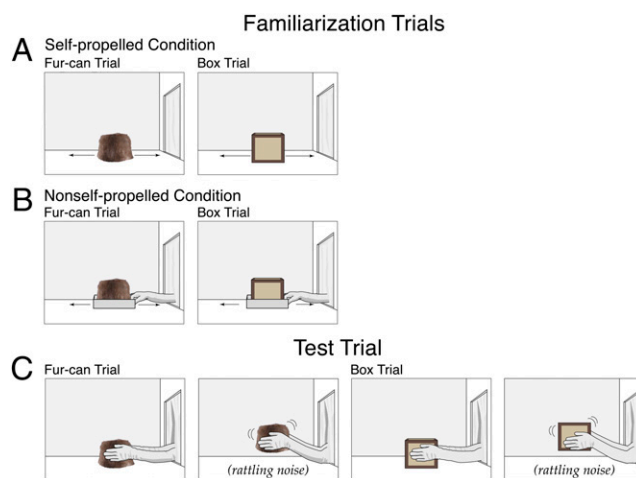 Familiarization Trials
A Self-propelled Condition
Fur-can Trial Box Trial
B Nonself-propelled Condition
Fur-can Trial Box Trial
Test Trial
C Fur-can Trial Box Trial
(rattling noise) (rattling noise)